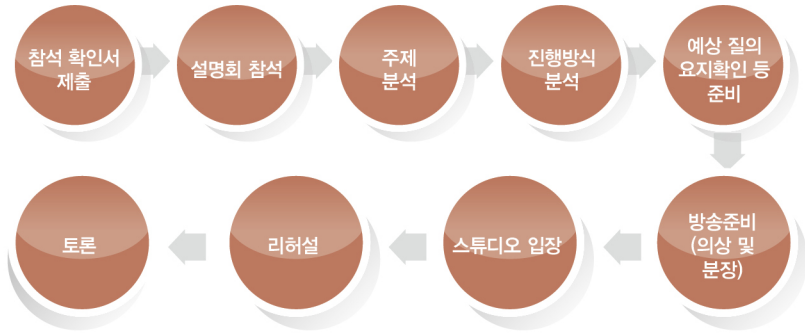 참석 확인서
제출
설명회 참석
주제
분석
진행방식
분석
예상 질의
요지확인 등
준비
방송준비
(의상 및
분장)
스튜디오 입장
리허설
토론